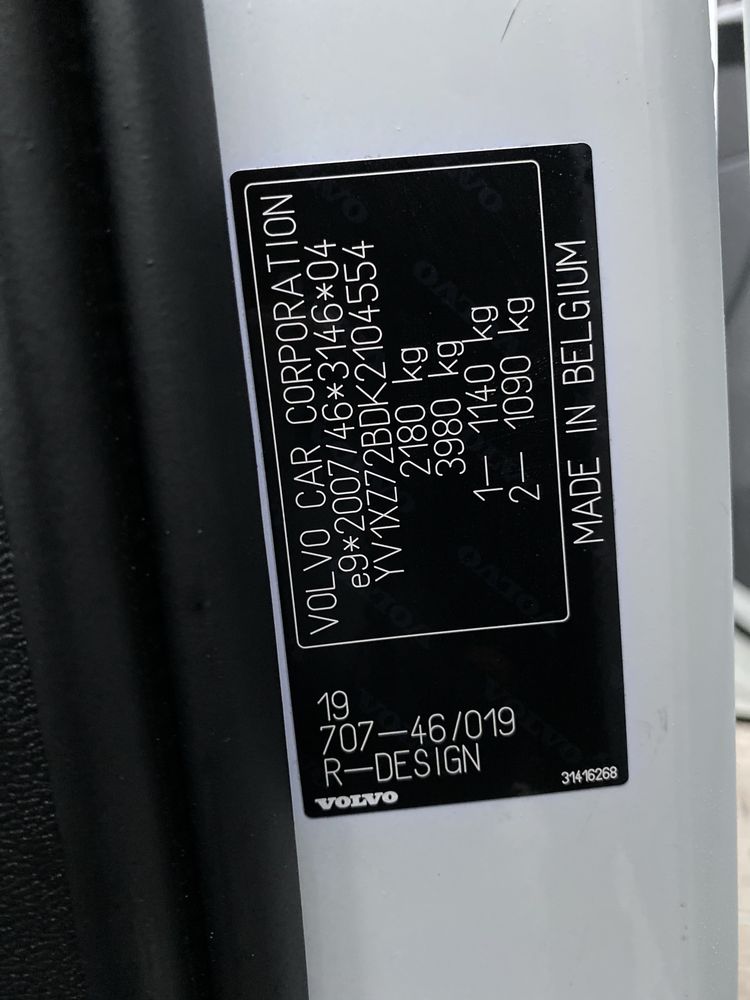 VOLVO CAR CORPORATION
e9*2007/46*3146*04
YV1XZ72BDK2104554
2180 kg
3980 kg
1— 1140 kg
2— 1090 kg
MADE IN BELGIUM
19
707—46/019
R—DESIGN
VOLVO
31416268